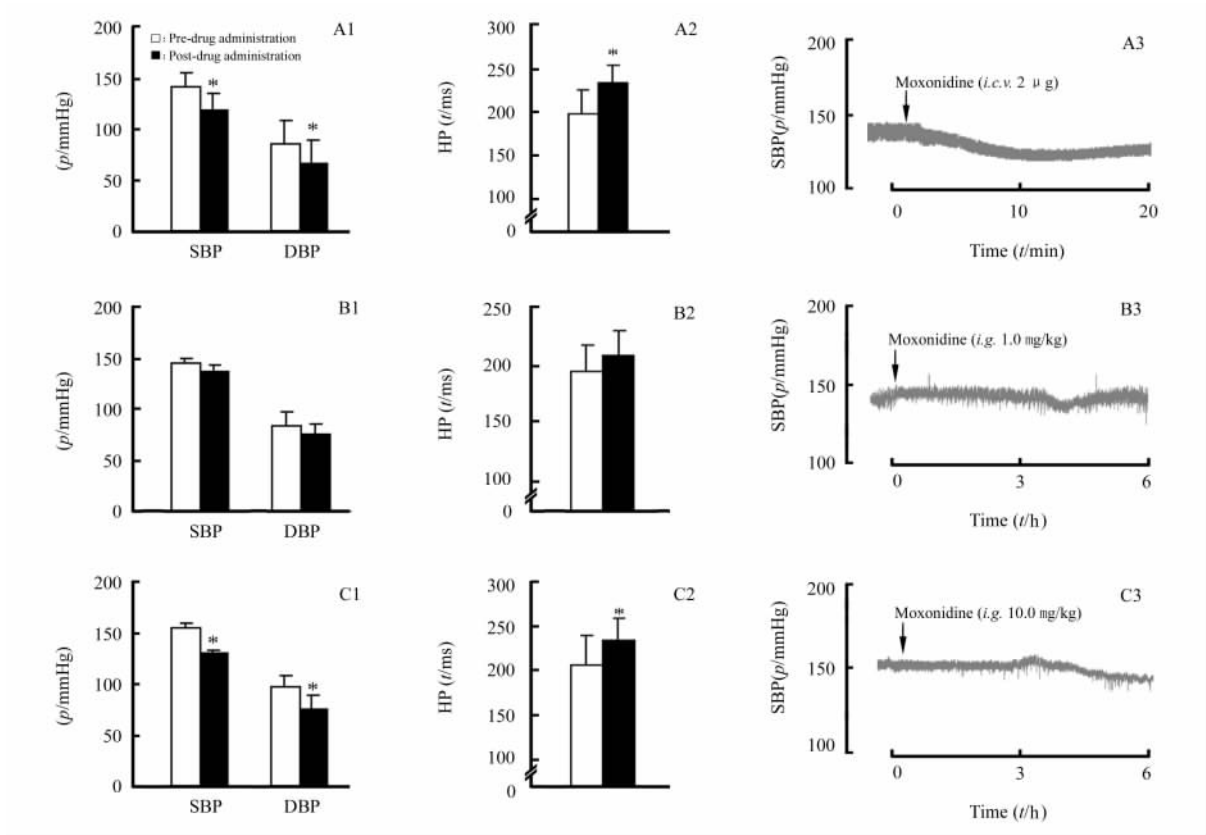 A1
□: Pre-drug administration
■: Post-drug administration
200
150
100
50
0
(p/mmHg)
*
*
SBP DBP
A2
300
250
200
100
0
HP (t/ms)
*
A3
200
150
100
SBP(p/mmHg)
Moxonidine (i.c.v. 2 μg)
0 10 20
Time (t/min)
B1
200
150
100
50
0
(p/mmHg)
SBP DBP
B2
250
200
150
100
0
HP (t/ms)
B3
200
150
100
SBP(p/mmHg)
Moxonidine (i.g. 1.0 mg/kg)
0 3 6
Time (t/h)
C1
200
150
100
50
0
(p/mmHg)
*
*
SBP DBP
C2
300
250
200
100
0
HP (t/ms)
*
C3
200
150
100
SBP(p/mmHg)
Moxonidine (i.g. 10.0 mg/kg)
0 3 6
Time (t/h)